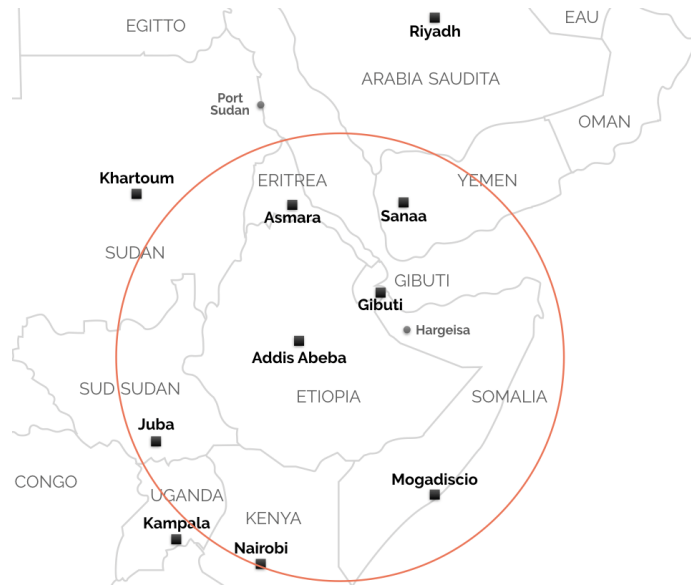 EGITTO
EAU
Riyadh
ARABIA SAUDITA
Port
Sudan
OMAN
Khartoum
ERITREA
YEMEN
Asmara
Sanaa
SUDAN
GIBUTI
Gibuti
Hargeisa
Addis Abeba
SUD SUDAN
ETIOPIA
SOMALIA
Juba
CONGO
Mogadiscio
UGANDA
Kampala
KENYA
Nairobi